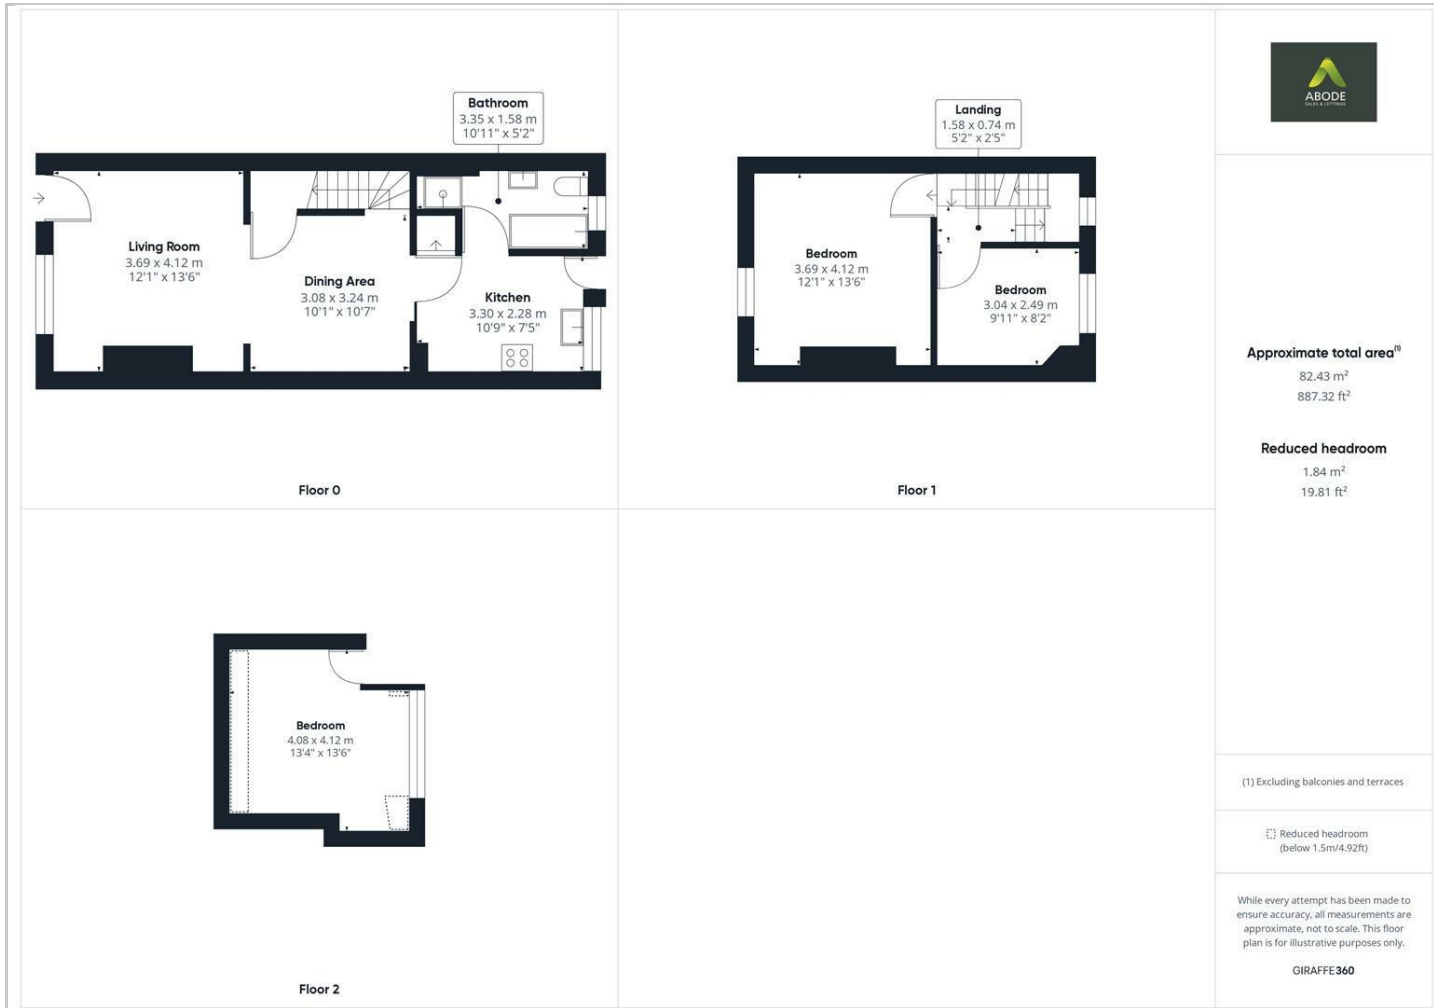 Bathroom
3.35 x 1.58 m
10'11" x 5'2"
Living Room
3.69 x 4.12 m
12'1" x 13'6"
Dining Area
3.08 x 3.24 m
10'1" x 10'7"
Kitchen
3.30 x 2.28 m
10'9" x 7'5"
Floor 0
Landing
1.58 x 0.74 m
5'2" x 2'5"
Bedroom
3.69 x 4.12 m
12'1" x 13'6"
Bedroom
3.04 x 2.49 m
9'11" x 8'2"
Floor 1
Bedroom
4.08 x 4.12 m
13'4" x 13'6"
Floor 2
ABODE
SALES & LETTINGS
Approximate total area⁽¹⁾
82.43 m²
887.32 ft²
Reduced headroom
1.84 m²
19.81 ft²
(1) Excluding balconies and terraces
Reduced headroom
(below 1.5m/4.92ft)
While every attempt has been made to
ensure accuracy, all measurements are
approximate, not to scale. This floor
plan is for illustrative purposes only.
GIRAFFE360